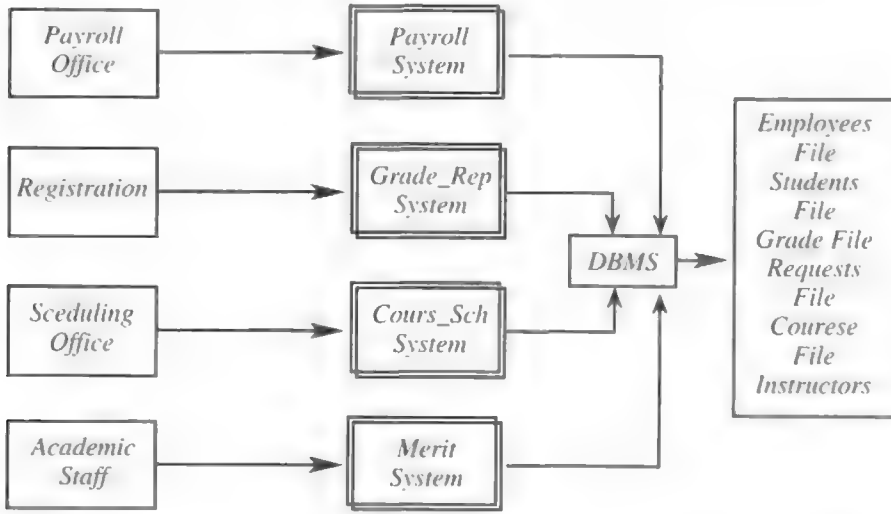 Payroll
Office
Payroll
System
Registration
Grade_Rep
System
Sceduling
Office
Cours_Sch
System
Academic
Staff
Merit
System
DBMS
Employees
File
Students
File
Grade File
Requests
File
Courese
File
Instructors